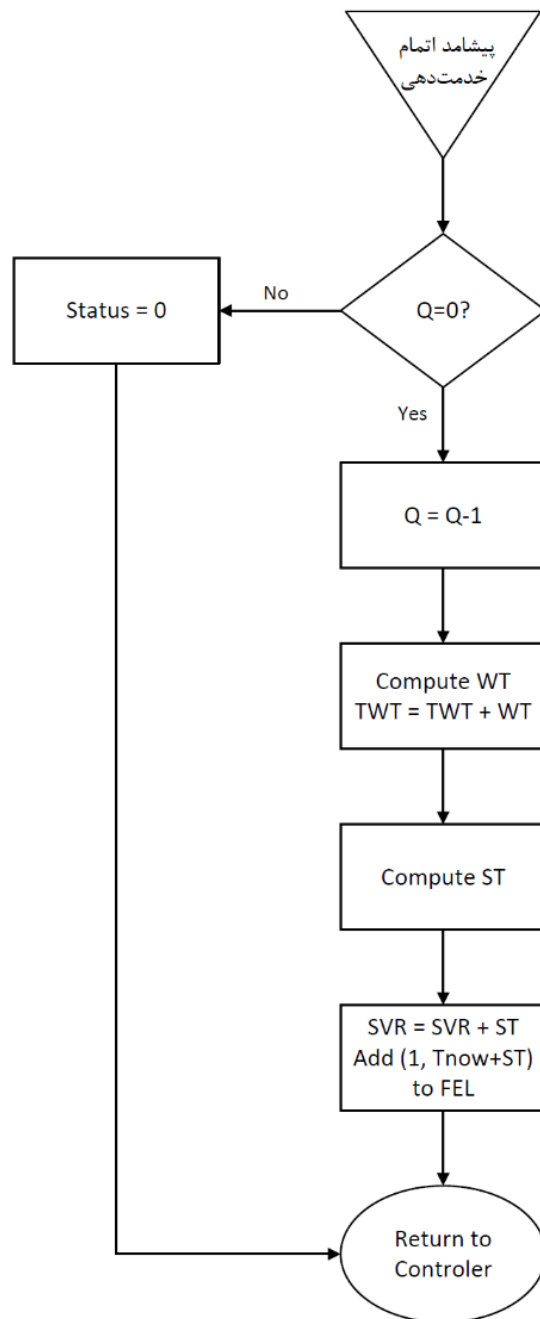 پیشامد اتمام
خدمت‌دهی
Q=0?
No
Status = 0
Yes
Q = Q-1
Compute WT
TWT = TWT + WT
Compute ST
SVR = SVR + ST
Add (1, Tnow+ST)
to FEL
Return to
Controler